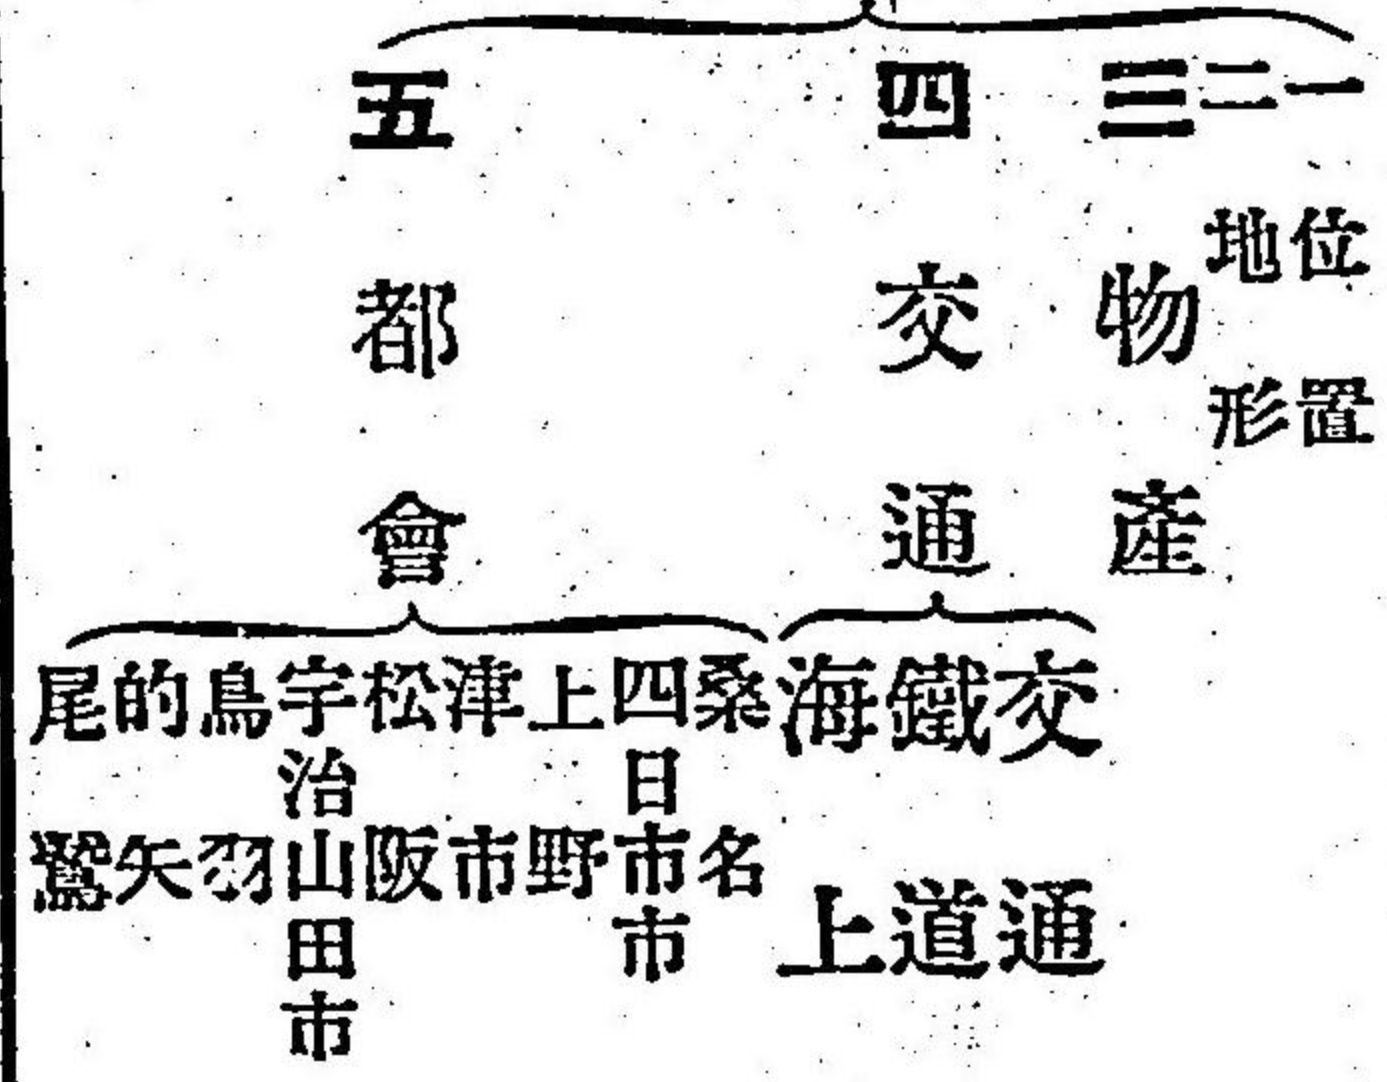 一 位置
二 地形
三 物產
四 交通
交通
鐵道
海上
五 都會
桑名
四日市市
上野
津市
松阪
宇治山田市
鳥羽
的矢
尾鷲